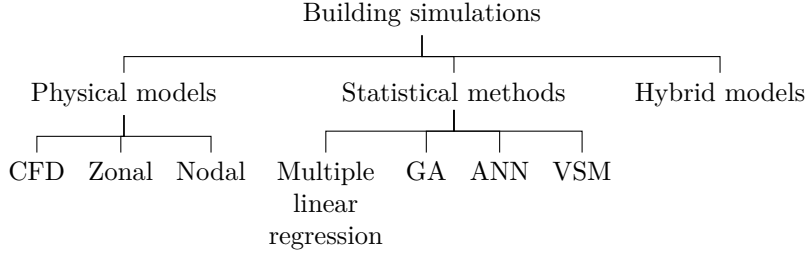 Building simulations
Physical models
Statistical methods
Hybrid models
CFD
Zonal
Nodal
Multiple
linear
regression
GA
ANN
VSM